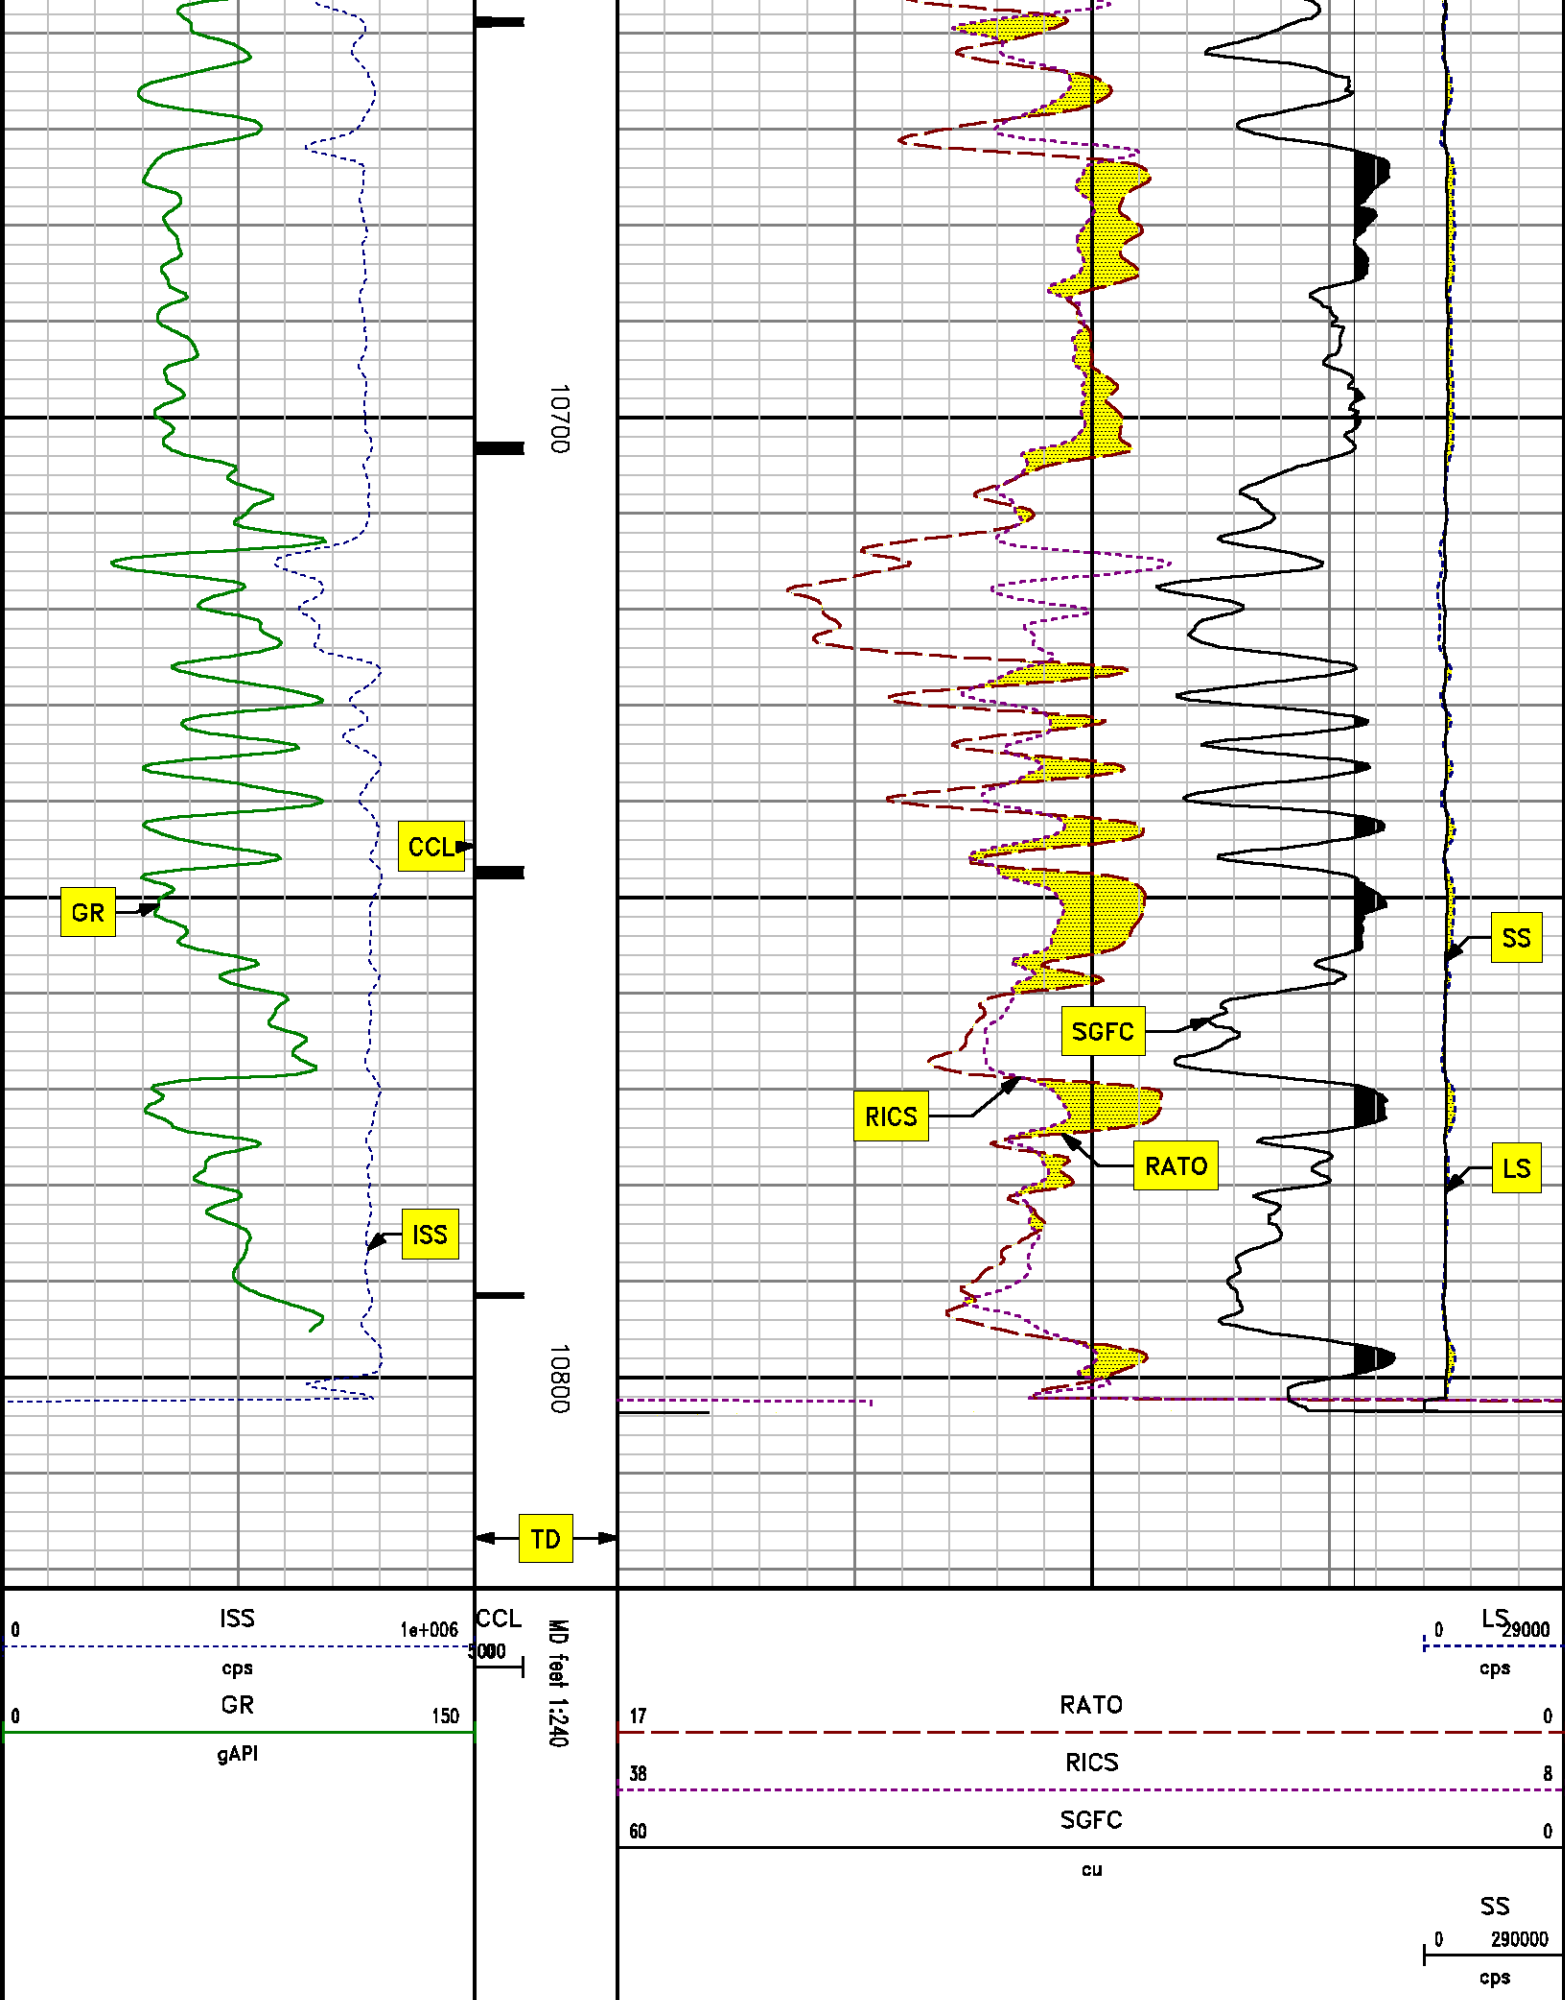 10700
CCL
GR
SS
SGFC
RICS
RATO
LS
ISS
10800
TD
ISS
0 1e+006
cps
GR
0 150
gAPI
CCL
MD feet 1:240
LS
0 29000
cps
RATO
17 0
RICS
38 8
SGFC
60 0
cu
SS
0 290000
cps